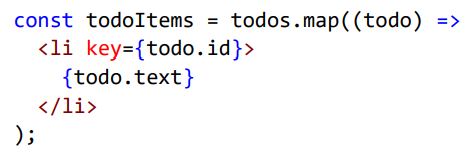 const todoItems = todos.map((todo) =>
  <li key={todo.id}>
    {todo.text}
  </li>
);